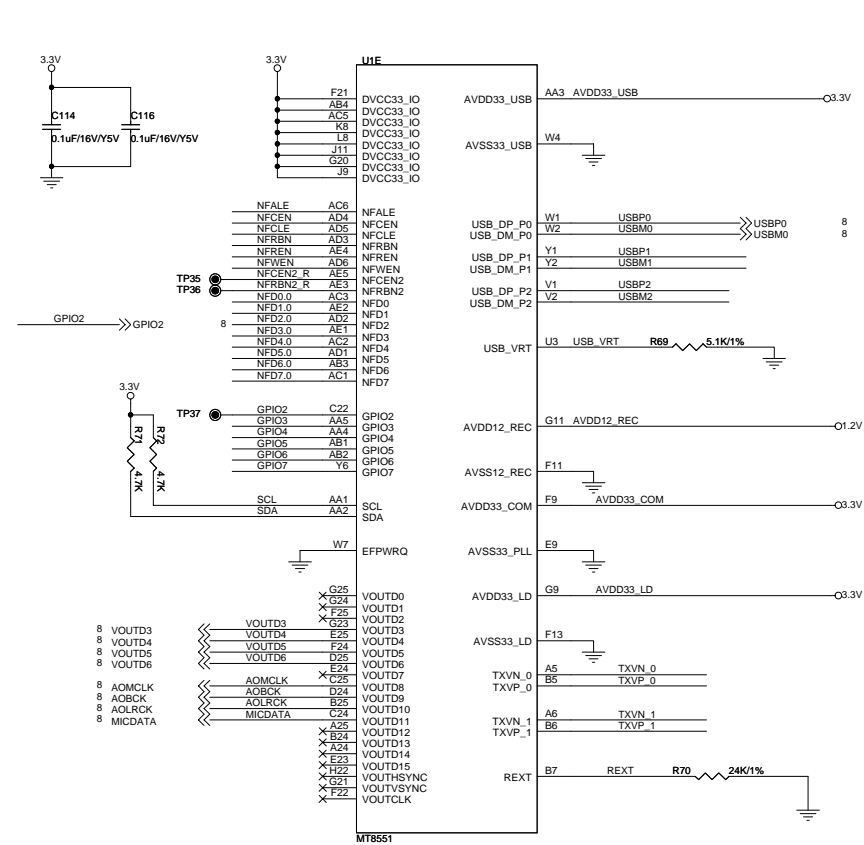 3.3V
3.3V
U1E
C114
0.1uF/16V/Y5V
C116
0.1uF/16V/Y5V
F21 DVCC33_IO
AB4 DVCC33_IO
AC5 DVCC33_IO
K8 DVCC33_IO
L8 DVCC33_IO
J11 DVCC33_IO
G20 DVCC33_IO
J9 DVCC33_IO
NFALE AC6 NFALE
NFCEN AD4 NFCEN
NFCLE AD5 NFCLE
NFRBN AD3 NFRBN
NFREN AE4 NFREN
NFWEN AD6 NFWEN
TP35 NFCEN2_R AE5 NFCEN2
TP36 NFRBN2_R AE3 NFRBN2
NFD0.0 AC3 NFD0
NFD1.0 AE2 NFD1
NFD2.0 AD2 NFD2
NFD3.0 AE1 NFD3
NFD4.0 AC2 NFD4
NFD5.0 AD1 NFD5
NFD6.0 AB3 NFD6
NFD7.0 AC1 NFD7
GPIO2 GPIO2 8
3.3V
R71 4.7K
R72 4.7K
TP37 GPIO2 C22 GPIO2
GPIO3 AA5 GPIO3
GPIO4 AA4 GPIO4
GPIO5 AB1 GPIO5
GPIO6 AB2 GPIO6
GPIO7 Y6 GPIO7
SCL AA1 SCL
SDA AA2 SDA
W7 EFPWRQ
G25 VOUTD0
G24 VOUTD1
F25 VOUTD2
8 VOUTD3 VOUTD3 G23 VOUTD3
8 VOUTD4 VOUTD4 E25 VOUTD4
8 VOUTD5 VOUTD5 F24 VOUTD5
8 VOUTD6 VOUTD6 D25 VOUTD6
E24 VOUTD7
8 AOMCLK AOMCLK C25 VOUTD8
8 AOBCK AOBCK D24 VOUTD9
8 AOLRCK AOLRCK B25 VOUTD10
8 MICDATA MICDATA C24 VOUTD11
A25 VOUTD12
B24 VOUTD13
A24 VOUTD14
E23 VOUTD15
H22 VOUTHSYNC
G21 VOUTVSYNC
F22 VOUTCLK
AVDD33_USB AA3 AVDD33_USB 3.3V
AVSS33_USB W4
USB_DP_P0 W1 USBP0 USBP0 8
USB_DM_P0 W2 USBM0 USBM0 8
USB_DP_P1 Y1 USBP1
USB_DM_P1 Y2 USBM1
USB_DP_P2 V1 USBP2
USB_DM_P2 V2 USBM2
USB_VRT U3 USB_VRT R69 5.1K/1%
AVDD12_REC G11 AVDD12_REC 1.2V
AVSS12_REC F11
AVDD33_COM F9 AVDD33_COM 3.3V
AVSS33_PLL E9
AVDD33_LD G9 AVDD33_LD 3.3V
AVSS33_LD F13
TXVN_0 A5 TXVN_0
TXVP_0 B5 TXVP_0
TXVN_1 A6 TXVN_1
TXVP_1 B6 TXVP_1
REXT B7 REXT R70 24K/1%
MT8551